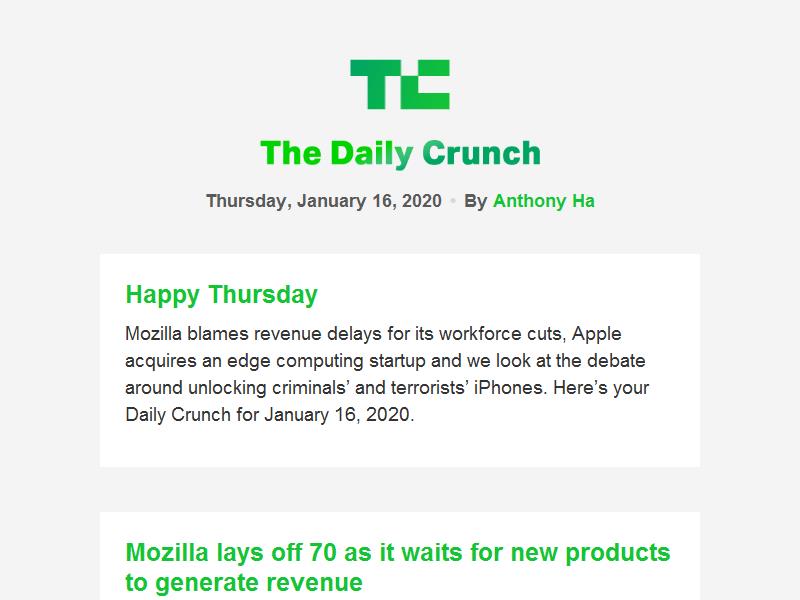 TC
The Daily Crunch
Thursday, January 16, 2020 • By Anthony Ha
Happy Thursday
Mozilla blames revenue delays for its workforce cuts, Apple
acquires an edge computing startup and we look at the debate
around unlocking criminals’ and terrorists’ iPhones. Here’s your
Daily Crunch for January 16, 2020.
Mozilla lays off 70 as it waits for new products
to generate revenue